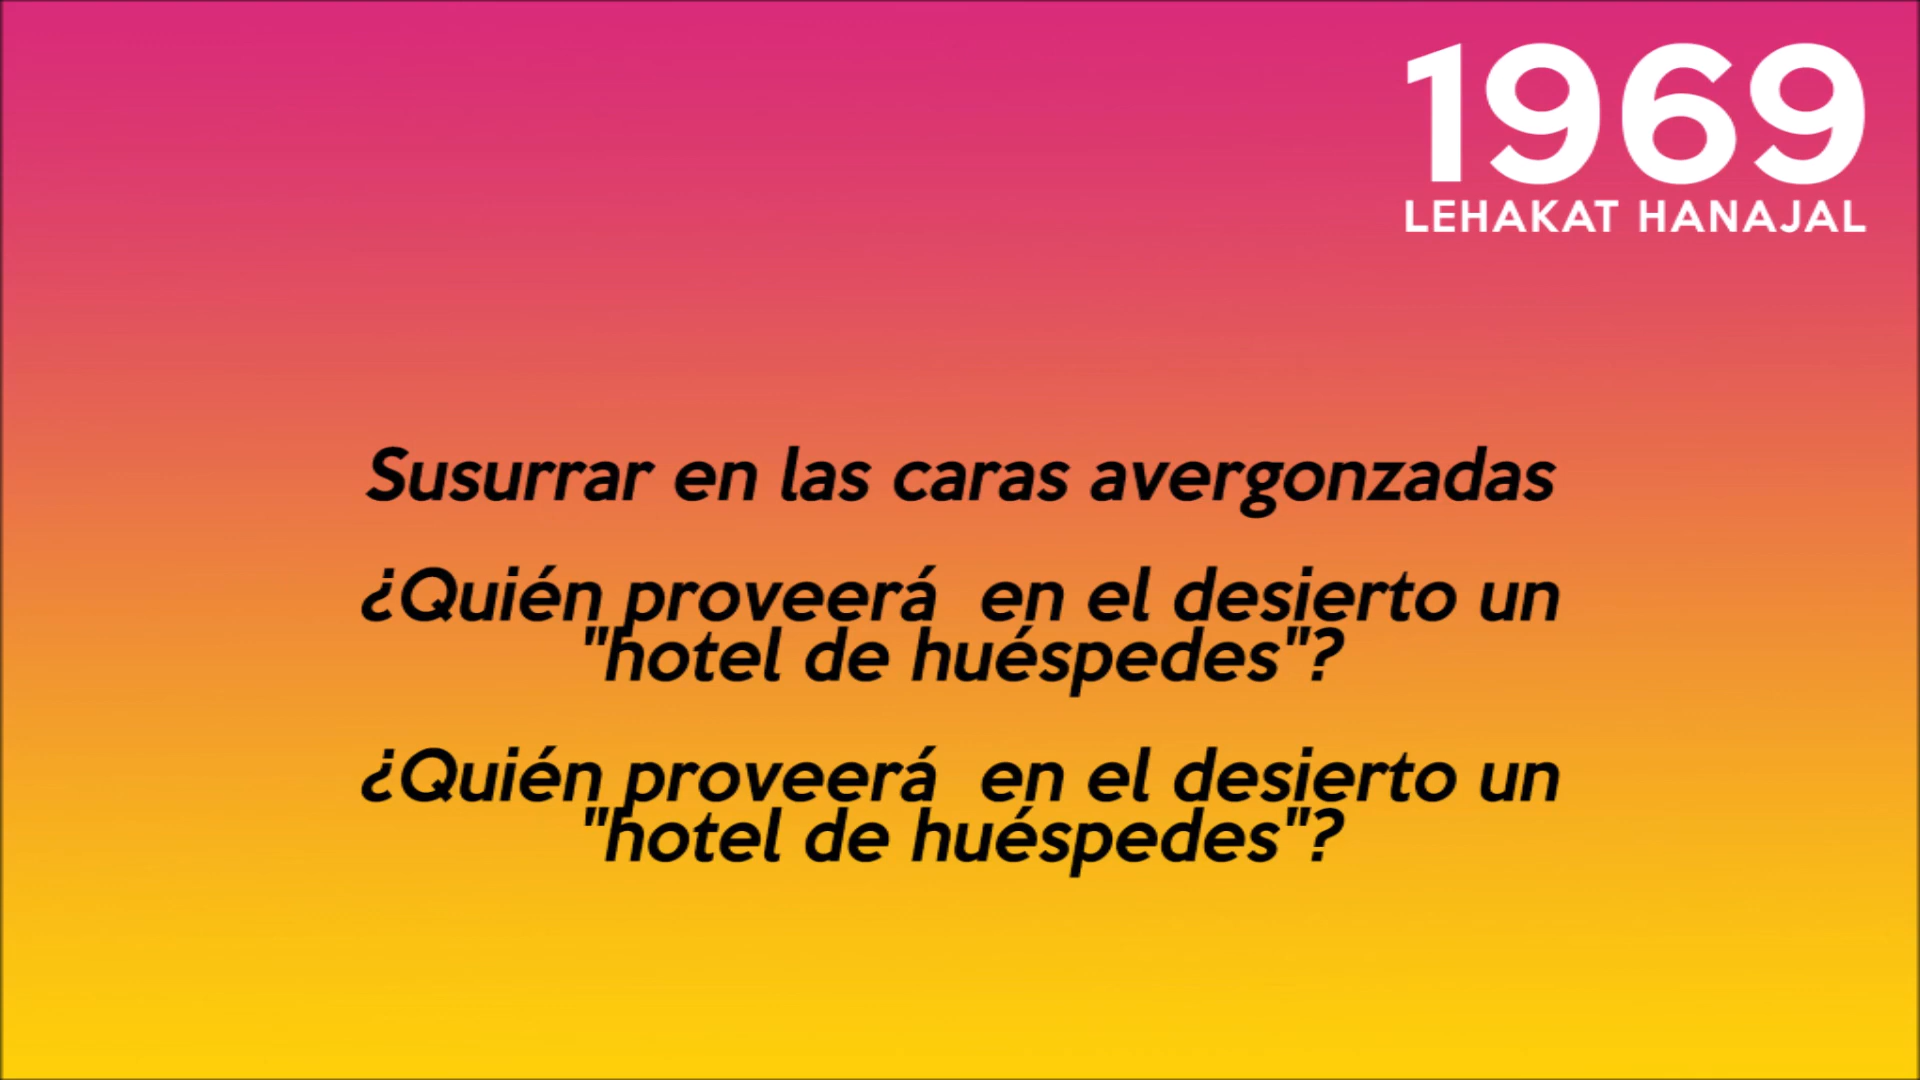 1969
LEHAKAT HANAJAL
Susurrar en las caras avergonzadas
¿Quién proveerá  en el desierto un
"hotel de huéspedes"?
¿Quién proveerá  en el desierto un
"hotel de huéspedes"?